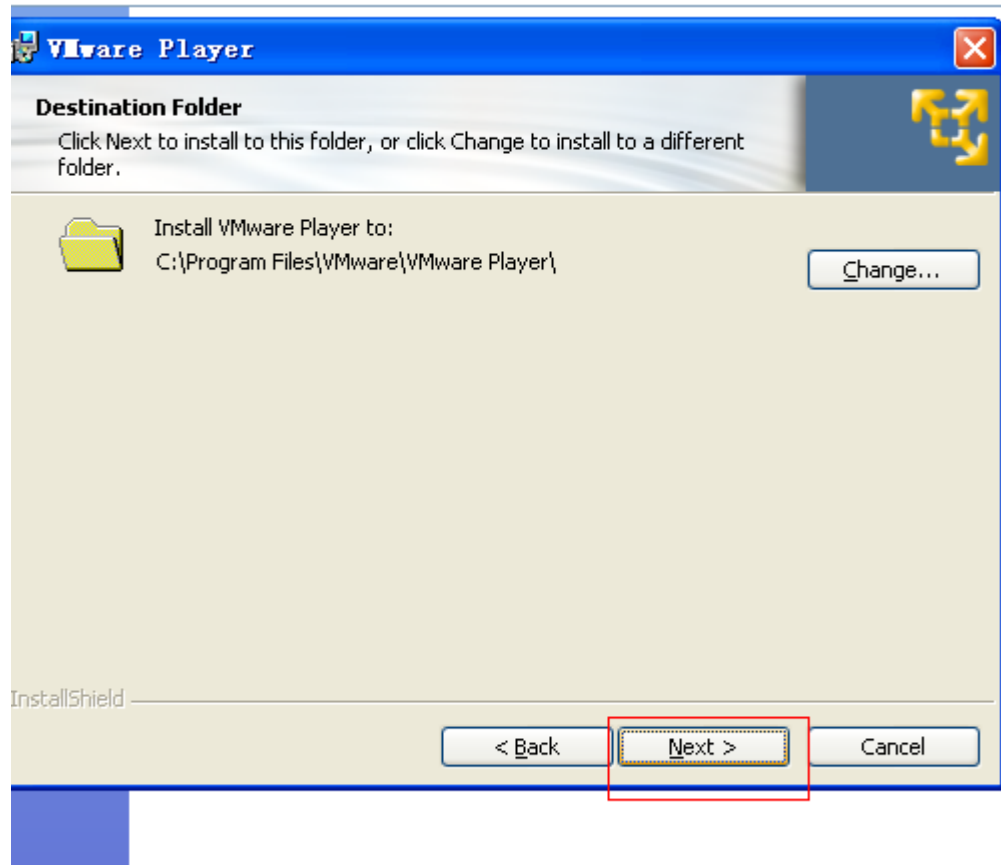 VMware Player
Destination Folder
Click Next to install to this folder, or click Change to install to a different
folder.
Install VMware Player to:
C:\Program Files\VMware\VMware Player\
Change...
InstallShield
< Back
Next >
Cancel